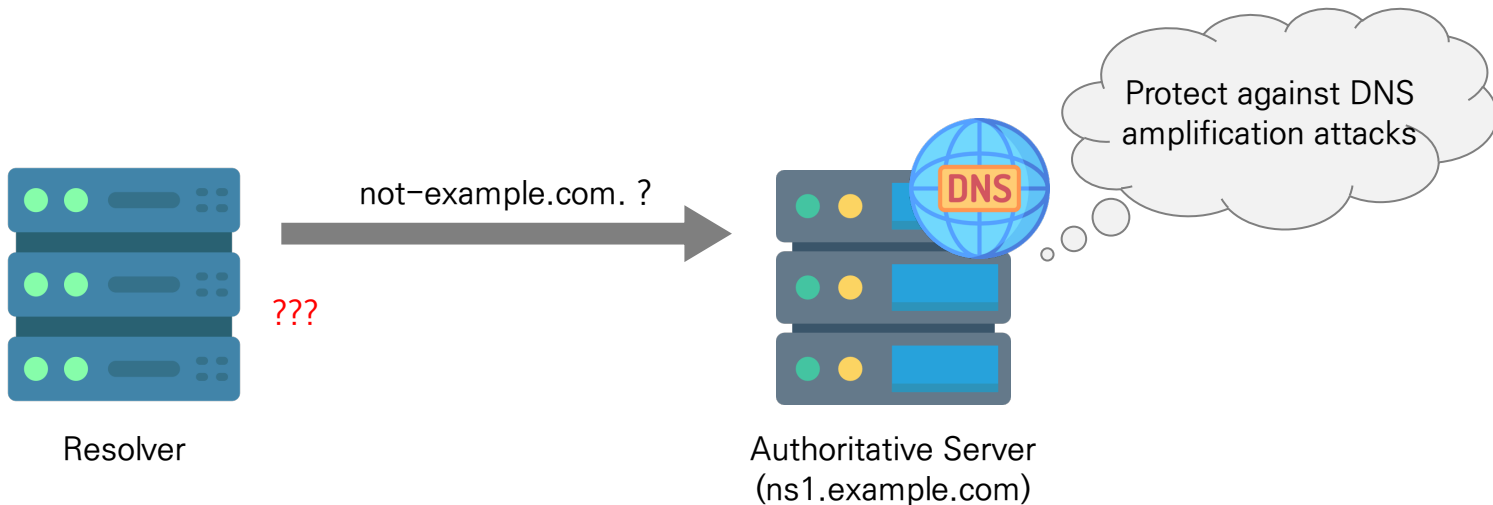 Protect against DNS
amplification attacks
DNS
not-example.com. ?
???
Resolver
Authoritative Server
(ns1.example.com)